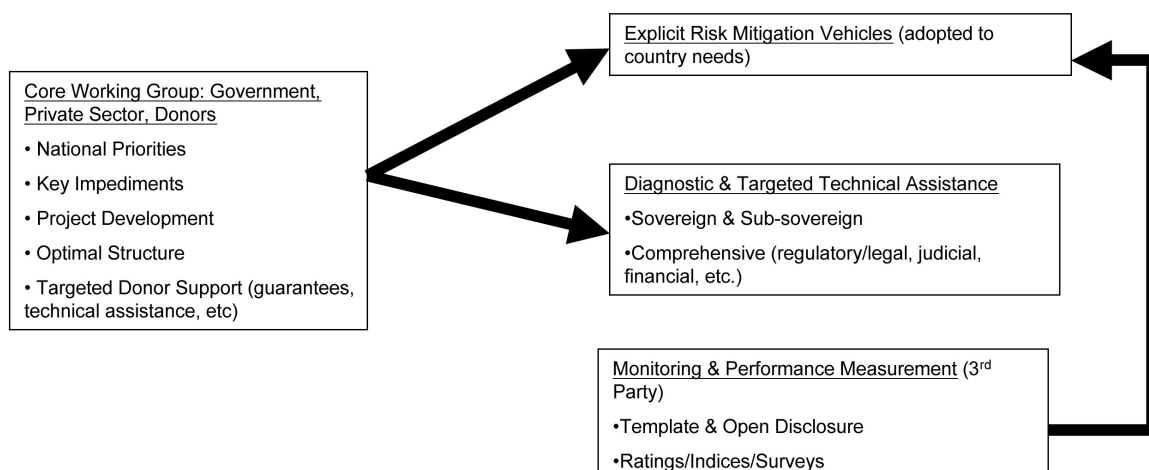 Explicit Risk Mitigation Vehicles (adopted to
country needs)
Core Working Group: Government,
Private Sector, Donors
• National Priorities
• Key Impediments
• Project Development
• Optimal Structure
• Targeted Donor Support (guarantees,
technical assistance, etc)
Diagnostic & Targeted Technical Assistance
•Sovereign & Sub-sovereign
•Comprehensive (regulatory/legal, judicial,
financial, etc.)
Monitoring & Performance Measurement (3rd
Party)
•Template & Open Disclosure
•Ratings/Indices/Surveys